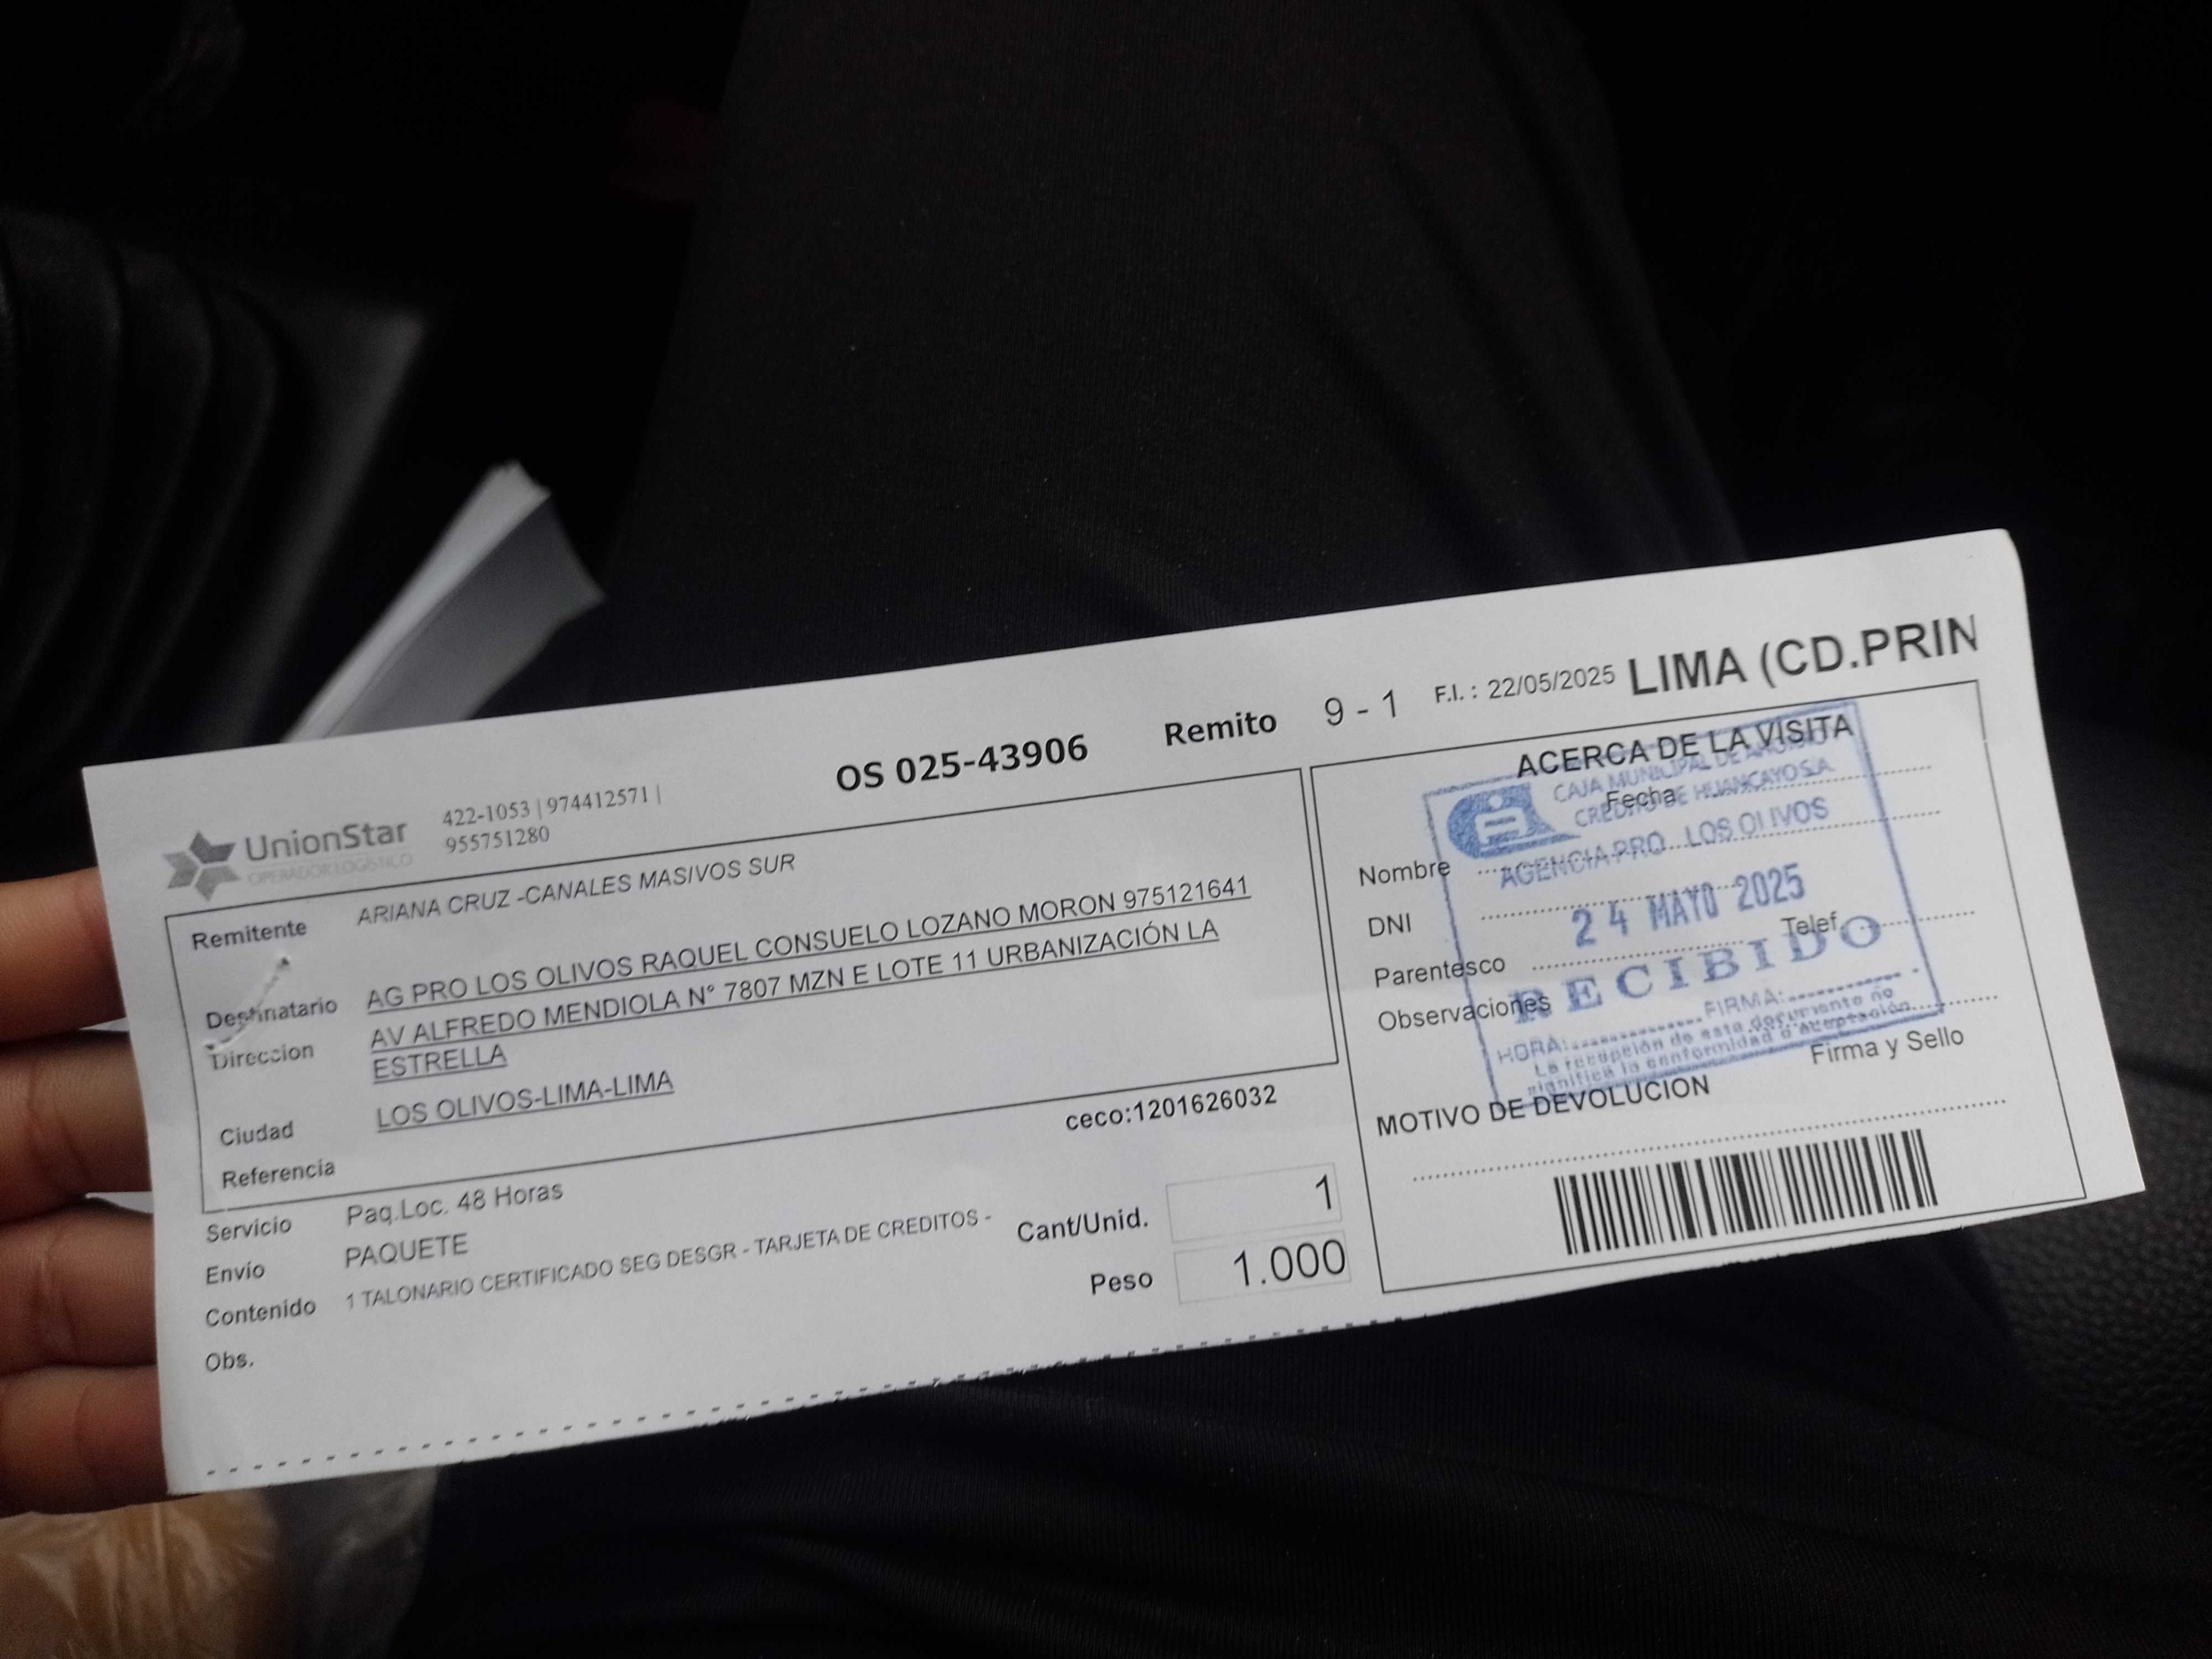 OS 025-43906 Remito 9 - 1 F.I. : 22/05/2025 LIMA (CD.PRIN
UnionStar
OPERADOR LOGÍSTICO
422-1053 | 974412571 |
955751280
Remitente ARIANA CRUZ -CANALES MASIVOS SUR
Destinatario AG PRO LOS OLIVOS RAQUEL CONSUELO LOZANO MORON 975121641
Direccion AV ALFREDO MENDIOLA N° 7807 MZN E LOTE 11 URBANIZACIÓN LA
ESTRELLA
Ciudad LOS OLIVOS-LIMA-LIMA
Referencia
ceco:1201626032
Servicio Paq.Loc. 48 Horas
Envío PAQUETE
Contenido 1 TALONARIO CERTIFICADO SEG DESGR - TARJETA DE CREDITOS -
Obs.
Cant/Unid. 1
Peso 1.000
ACERCA DE LA VISITA
Fecha
Nombre
DNI
Parentesco Telef.
Observaciones
Firma y Sello
MOTIVO DE DEVOLUCION
CAJA MUNICIPAL DE AHORRO
CREDITO DE HUANCAYO S.A.
AGENCIA PRO LOS OLIVOS
24 MAYO 2025
RECIBIDO
HORA: FIRMA:
La recepción de este documento no
significa la conformidad o aceptación.